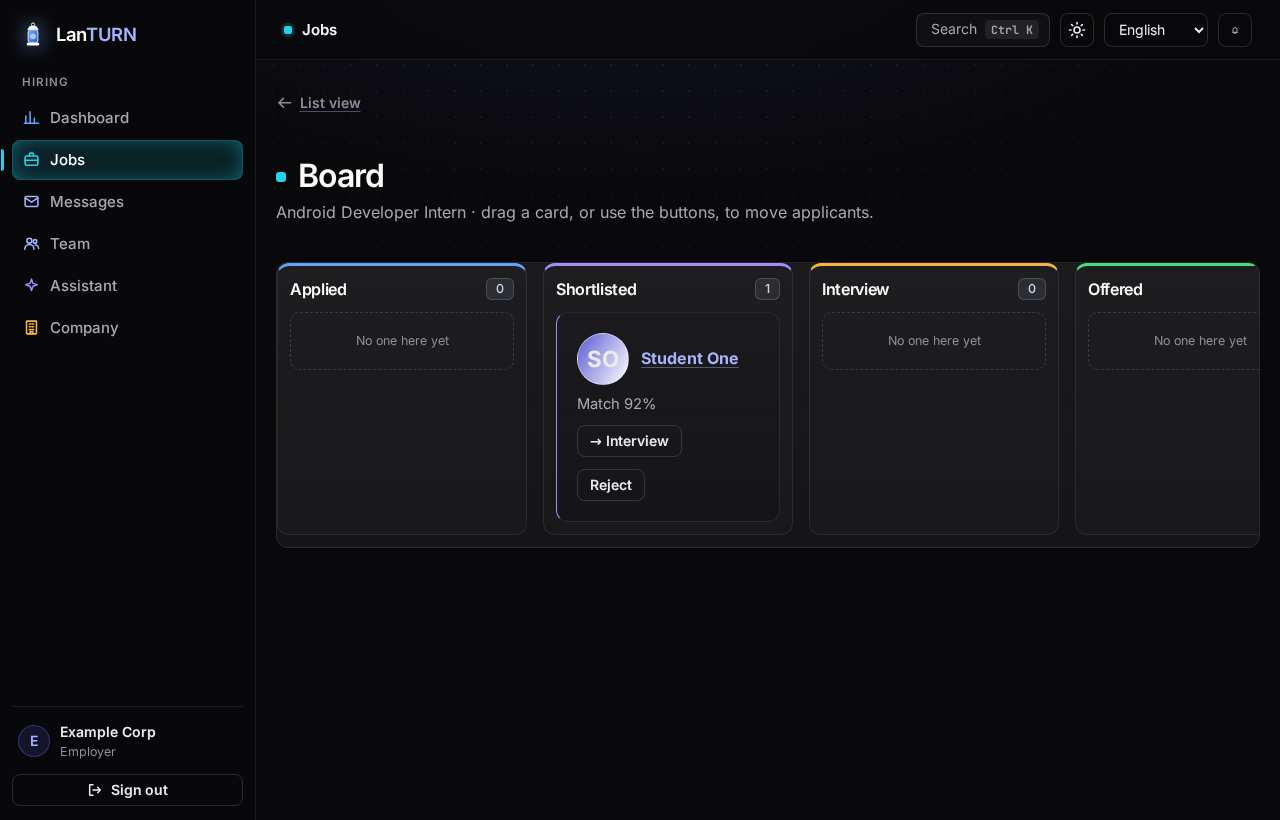 LanTURN
HIRING
Dashboard
Jobs
Messages
Team
Assistant
Company
E
Example Corp
Employer
Sign out
Jobs
Search Ctrl K
English
← List view
Board
Android Developer Intern · drag a card, or use the buttons, to move applicants.
Applied 0
No one here yet
Shortlisted 1
SO
Student One
Match 92%
→ Interview
Reject
Interview 0
No one here yet
Offered
No one here yet